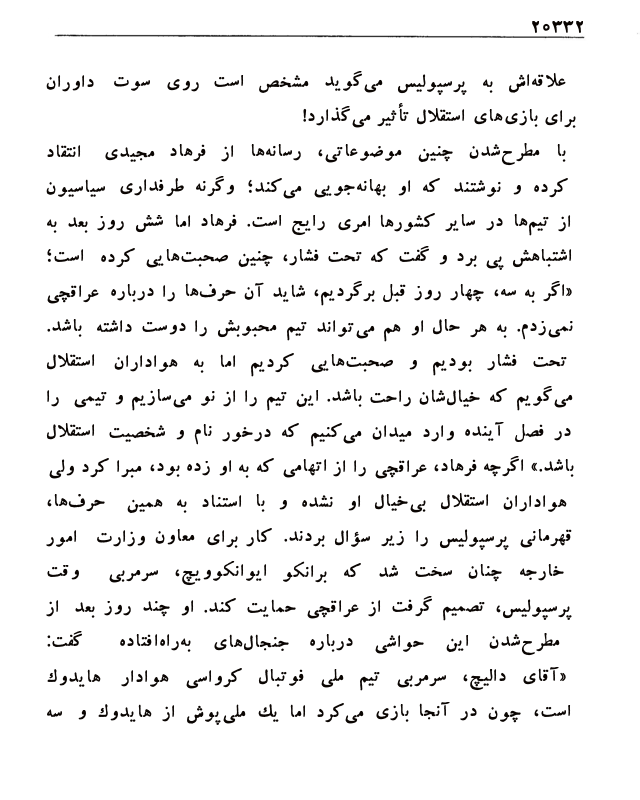 ۲۰۳۳۲
علاقه‌اش به پرسپولیس می‌گوید مشخص است روی سوت داوران
برای بازی‌های استقلال تأثیر می‌گذارد!
با مطرح‌شدن چنین موضوعاتی، رسانه‌ها از فرهاد مجیدی انتقاد
کرده و نوشتند که او بهانه‌جویی می‌کند؛ وگرنه طرفداری سیاسیون
از تیم‌ها در سایر کشورها امری رایج است. فرهاد اما شش روز بعد به
اشتباهش پی برد و گفت که تحت فشار، چنین صحبت‌هایی کرده است؛
«اگر به سه، چهار روز قبل برگردیم، شاید آن حرف‌ها را درباره عراقچی
نمی‌زدم. به هر حال او هم می‌تواند تیم محبوبش را دوست داشته باشد.
تحت فشار بودیم و صحبت‌هایی کردیم اما به هواداران استقلال
می‌گویم که خیال‌شان راحت باشد. این تیم را از نو می‌سازیم و تیمی را
در فصل آینده وارد میدان می‌کنیم که درخور نام و شخصیت استقلال
باشد.» اگرچه فرهاد، عراقچی را از اتهامی که به او زده بود، مبرا کرد ولی
هواداران استقلال بی‌خیال او نشده و با استناد به همین حرف‌ها،
قهرمانی پرسپولیس را زیر سؤال بردند. کار برای معاون وزارت امور
خارجه چنان سخت شد که برانکو ایوانکوویچ، سرمربی وقت
پرسپولیس، تصمیم گرفت از عراقچی حمایت کند. او چند روز بعد از
مطرح‌شدن این حواشی درباره جنجال‌های به‌راه‌افتاده گفت:
«آقای دالیچ، سرمربی تیم ملی فوتبال کرواسی هوادار هایدوك
است، چون در آنجا بازی می‌کرد اما یك ملی‌پوش از هایدوك و سه